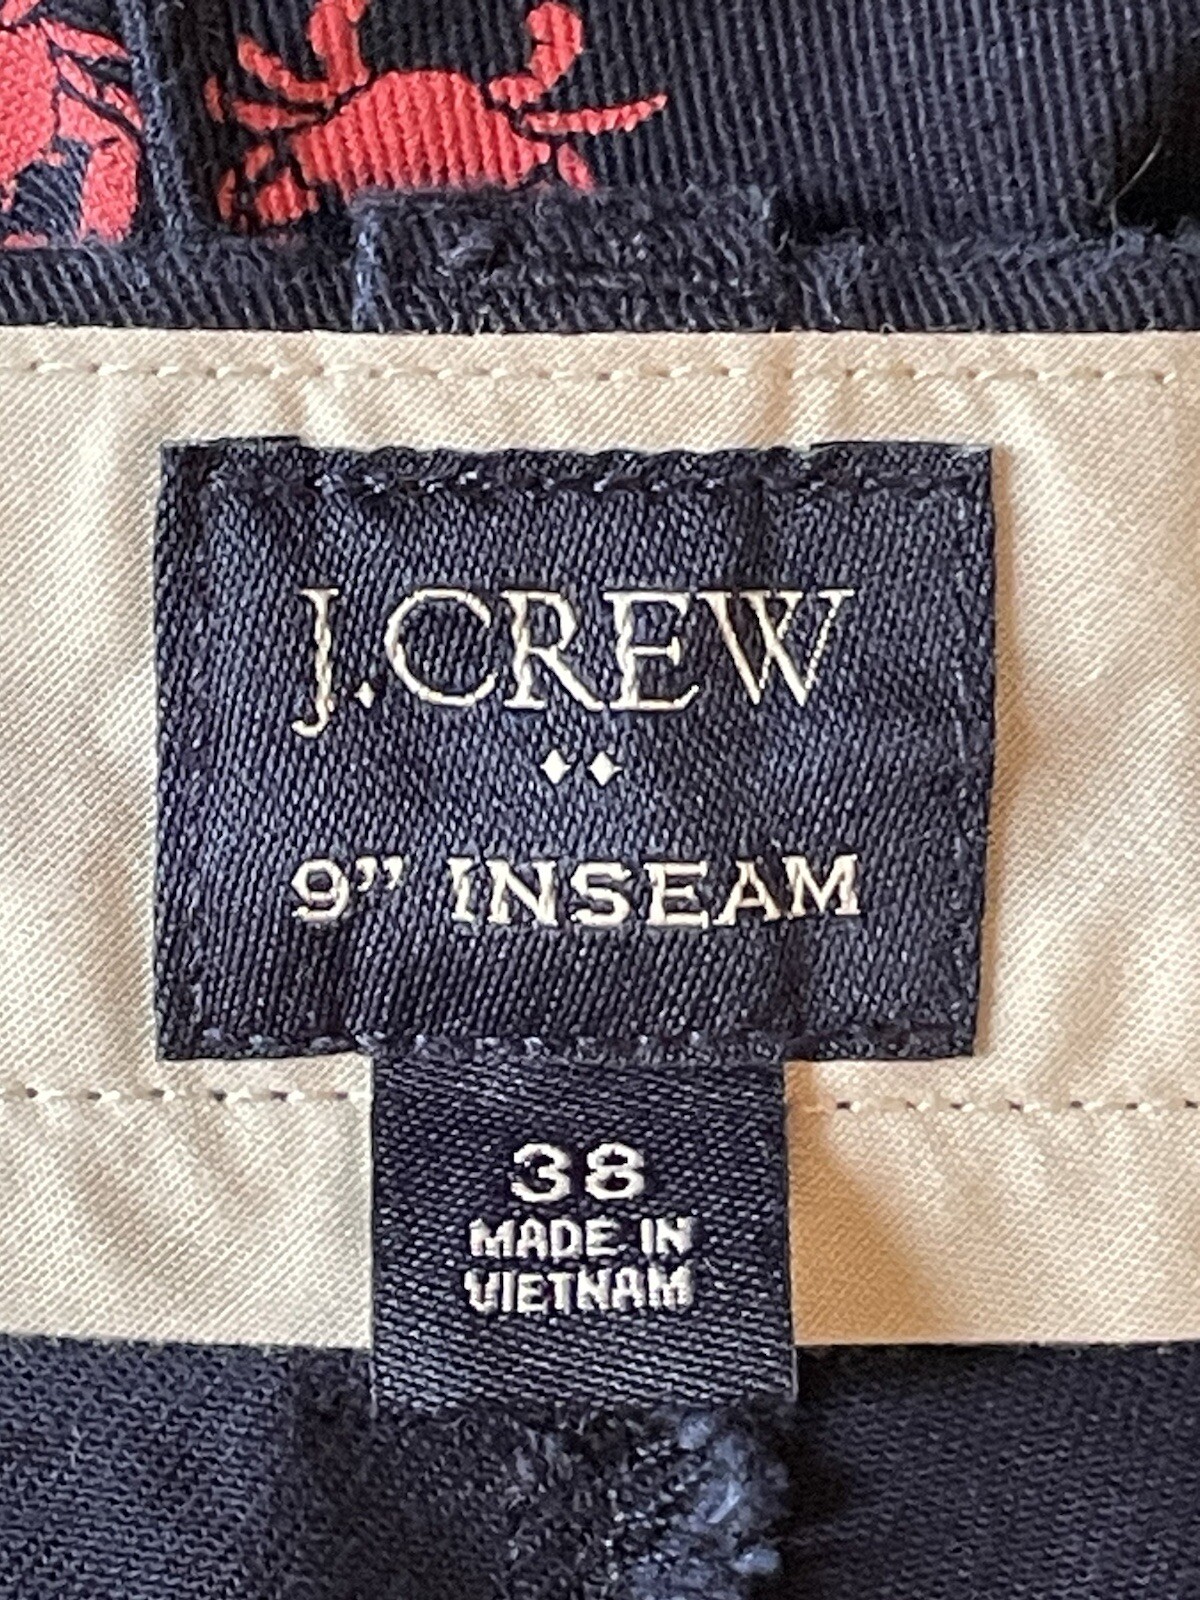 J.CREW
9” INSEAM
38
MADE IN
VIETNAM